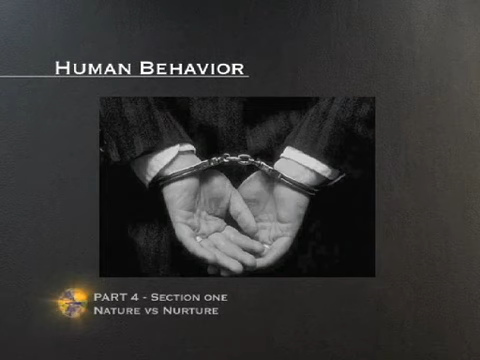 HUMAN BEHAVIOR
PART 4 - SECTION ONE
NATURE VS NURTURE